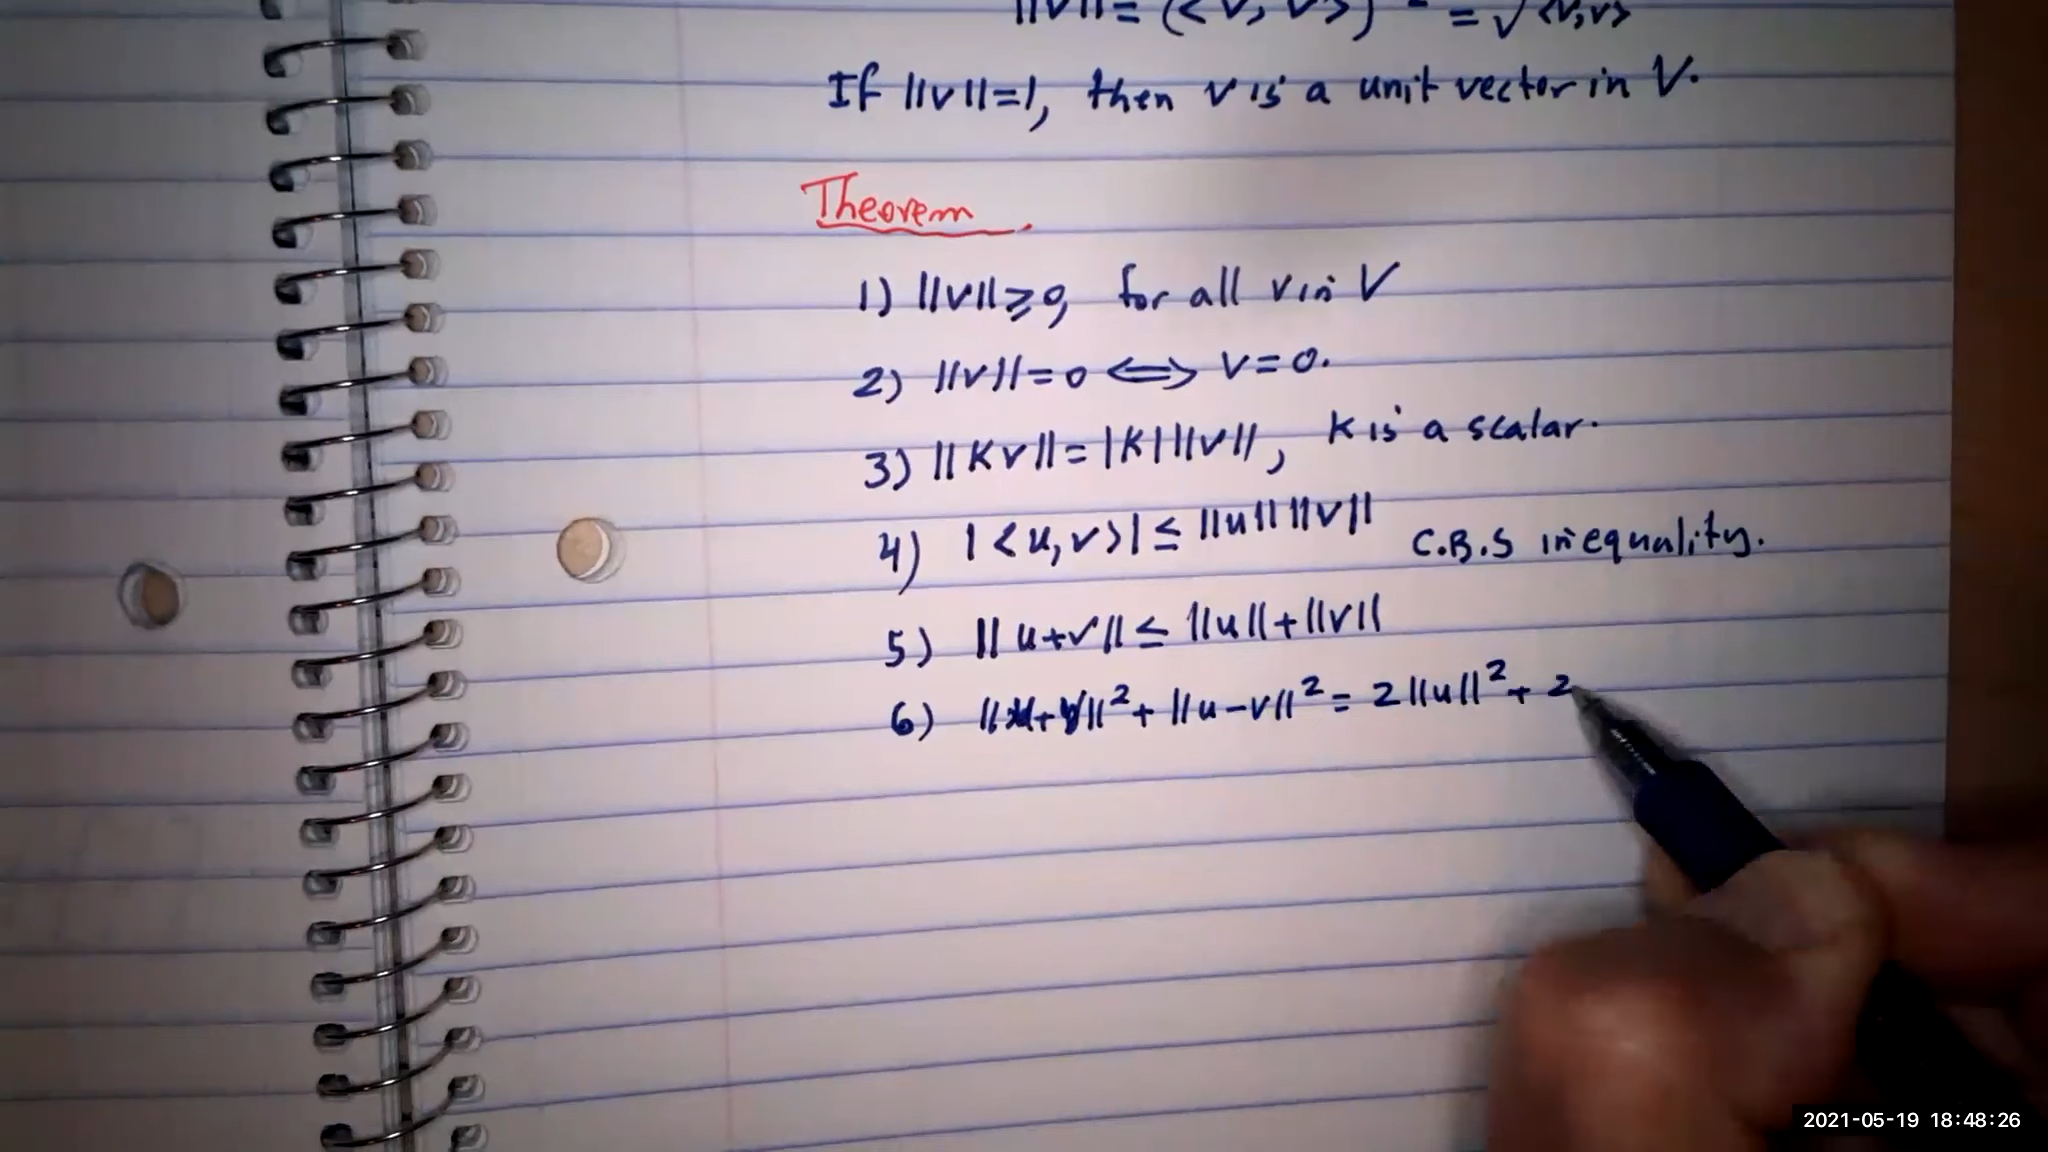 ||v|| = (<v, v>) = √<v,v>
If ||v||=1, then v is a unit vector in V.
Theorem
1) ||v|| ≥ 0, for all v in V
2) ||v|| = 0 <=> v = 0.
3) ||Kv|| = |K| ||v||, K is a scalar.
4) |<u,v>| ≤ ||u|| ||v|| C.B.S inequality.
5) ||u+v|| ≤ ||u|| + ||v||
6) ||u+v||² + ||u-v||² = 2||u||² + 2
2021-05-19 18:48:26